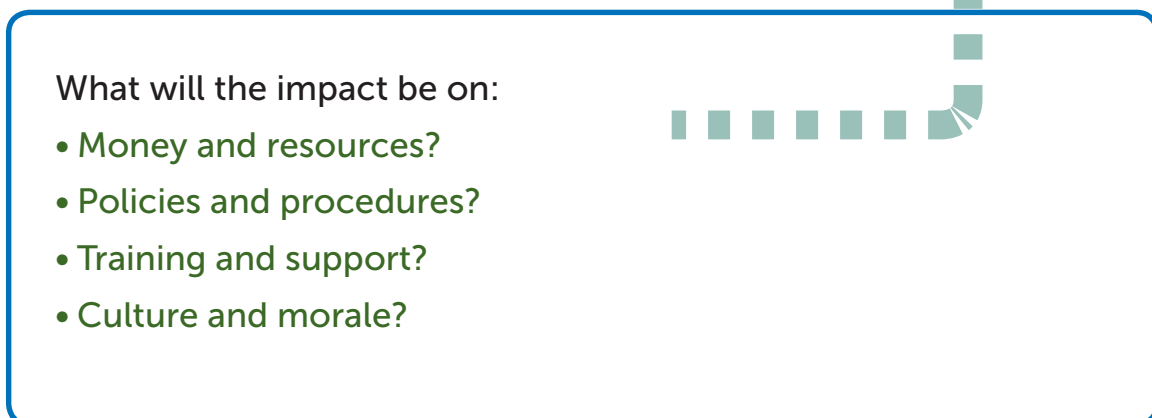 What will the impact be on:
• Money and resources?
• Policies and procedures?
• Training and support?
• Culture and morale?